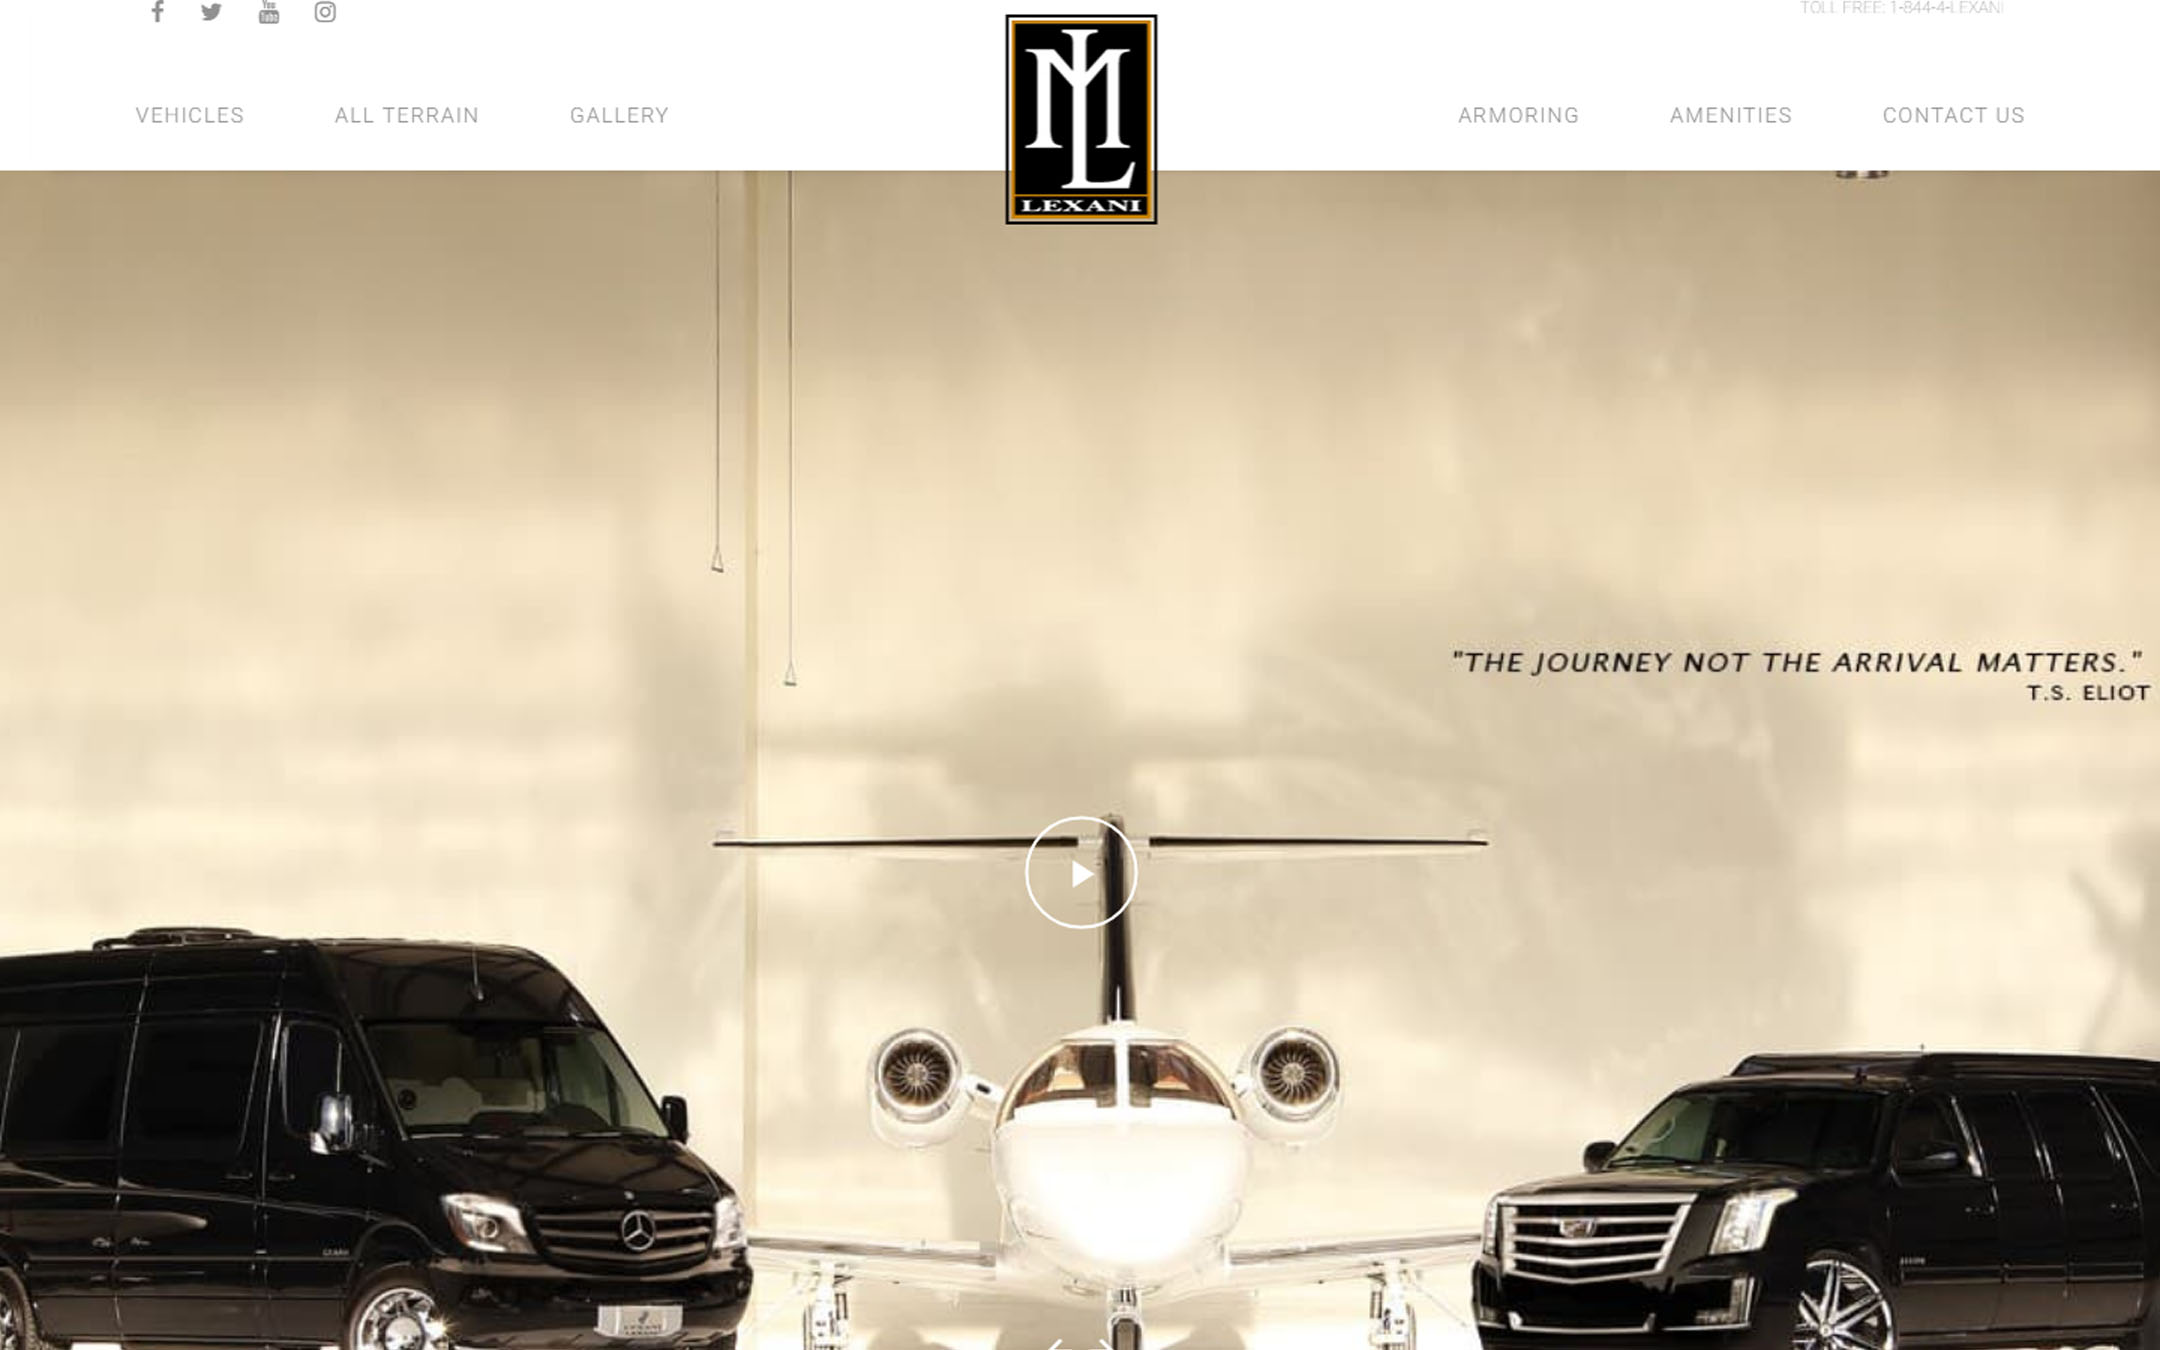 TOLL FREE: 1-844-4-LEXANI
VEHICLES
ALL TERRAIN
GALLERY
ML
LEXANI
ARMORING
AMENITIES
CONTACT US
"THE JOURNEY NOT THE ARRIVAL MATTERS."
T.S. ELIOT
LEXANI